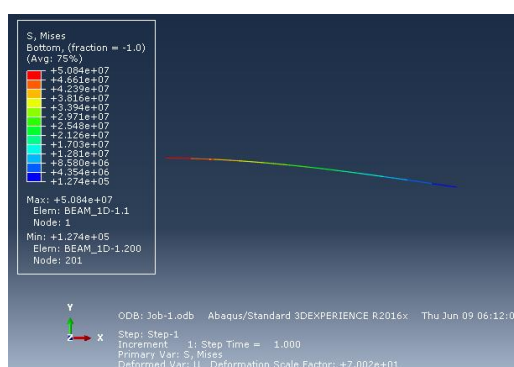 S, Mises
Bottom, (fraction = -1.0)
(Avg: 75%)
+5.084e+07
+4.661e+07
+4.239e+07
+3.816e+07
+3.394e+07
+2.971e+07
+2.548e+07
+2.126e+07
+1.703e+07
+1.281e+07
+8.580e+06
+4.354e+06
+1.274e+05
Max: +5.084e+07
Elem: BEAM_1D-1.1
Node: 1
Min: +1.274e+05
Elem: BEAM_1D-1.200
Node: 201
Y
Z X
ODB: Job-1.odb Abaqus/Standard 3DEXPERIENCE R2016x Thu Jun 09 06:12:0
Step: Step-1
Increment 1: Step Time = 1.000
Primary Var: S, Mises
Deformed Var: U Deformation Scale Factor: +7.002e+01